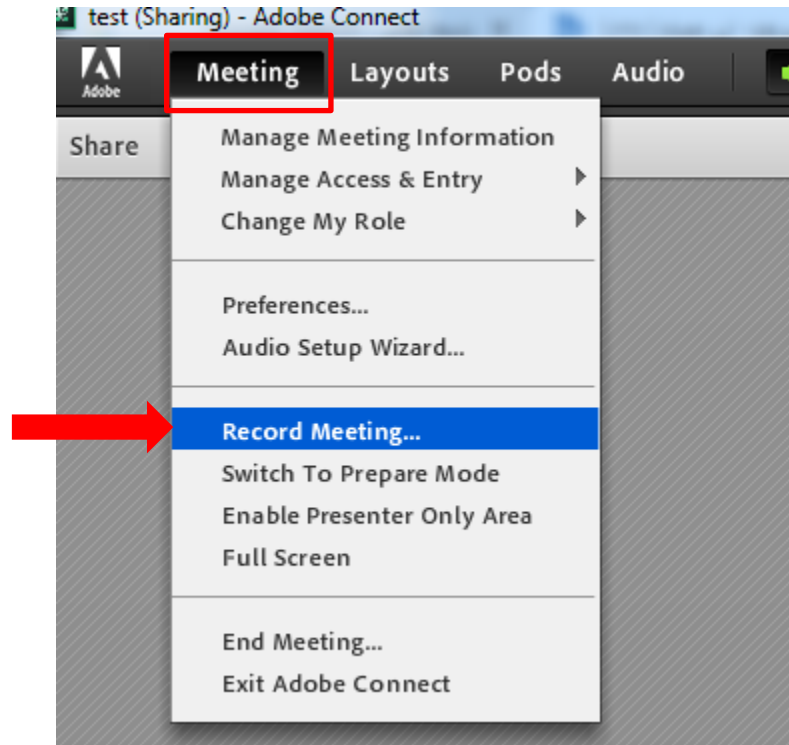 test (Sharing) - Adobe Connect
Adobe
Meeting Layouts Pods Audio
Share
Manage Meeting Information
Manage Access & Entry
Change My Role
Preferences...
Audio Setup Wizard...
Record Meeting...
Switch To Prepare Mode
Enable Presenter Only Area
Full Screen
End Meeting...
Exit Adobe Connect